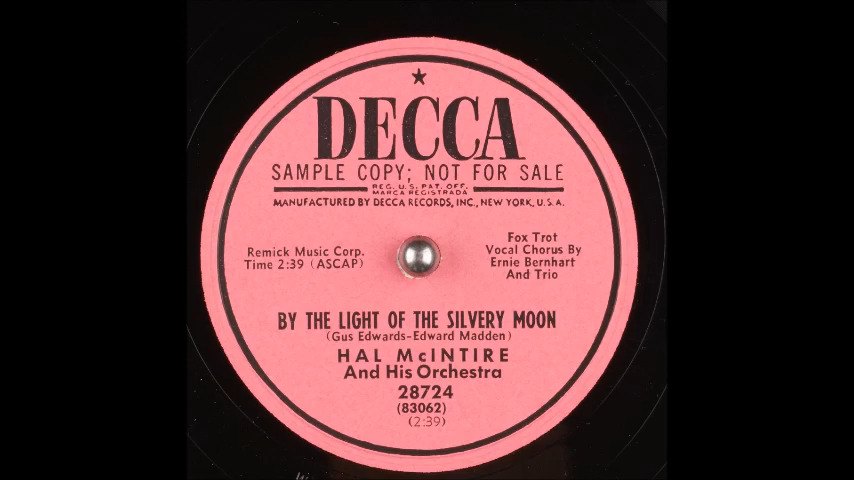 DECCA
SAMPLE COPY; NOT FOR SALE
REG. U.S. PAT. OFF.
MARCA REGISTRADA
MANUFACTURED BY DECCA RECORDS, INC., NEW YORK, U.S.A.
Remick Music Corp.
Time 2:39 (ASCAP)
Fox Trot
Vocal Chorus By
Ernie Bernhart
And Trio
BY THE LIGHT OF THE SILVERY MOON
(Gus Edwards-Edward Madden)
HAL McINTIRE
And His Orchestra
28724
(83062)
(2:39)